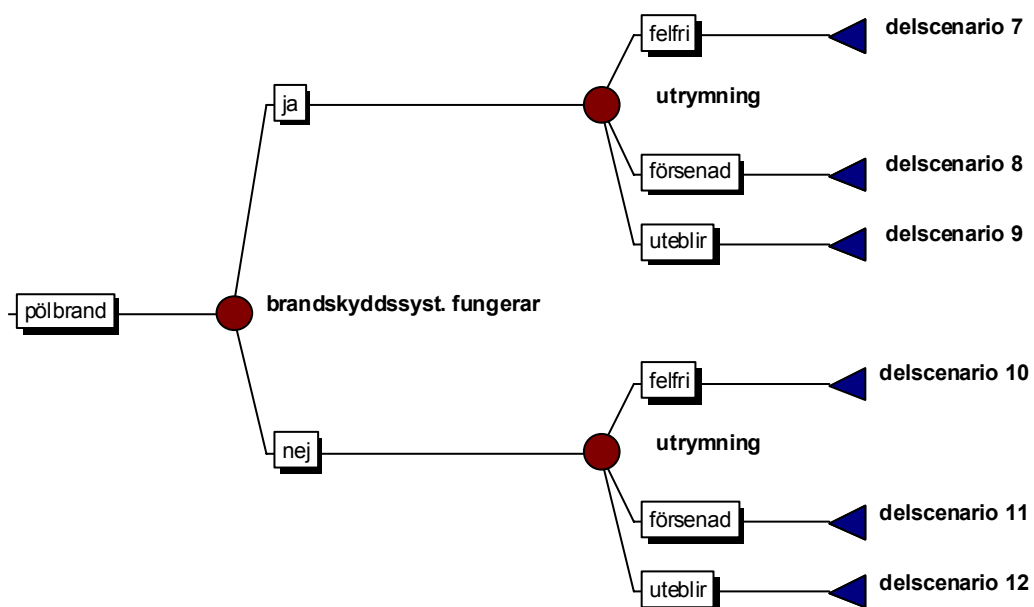 felfri
delscenario 7
ja
utrymning
försenad
delscenario 8
uteblir
delscenario 9
pölbrand
brandskyddssyst. fungerar
felfri
delscenario 10
nej
utrymning
försenad
delscenario 11
uteblir
delscenario 12